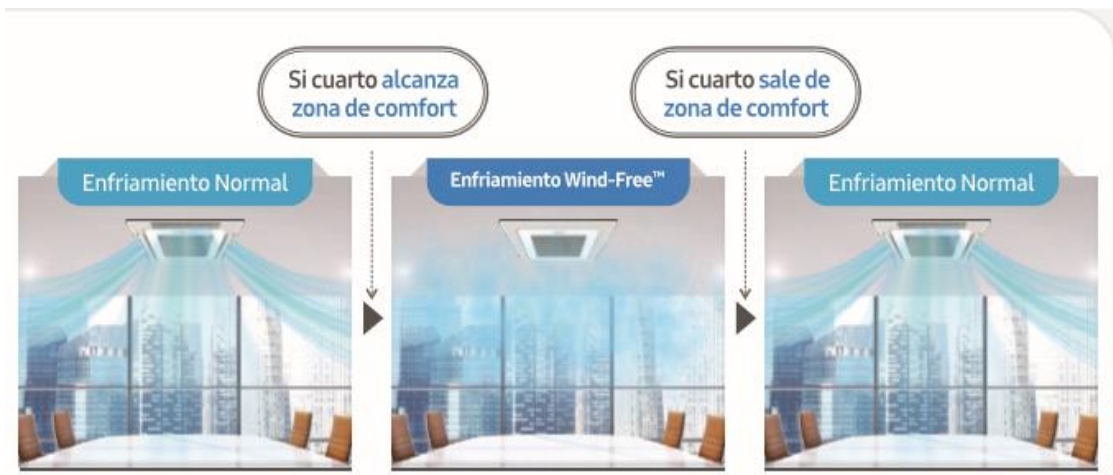 Si cuarto alcanza
zona de comfort
Si cuarto sale de
zona de comfort
Enfriamiento Normal
Enfriamiento Wind-Free™
Enfriamiento Normal